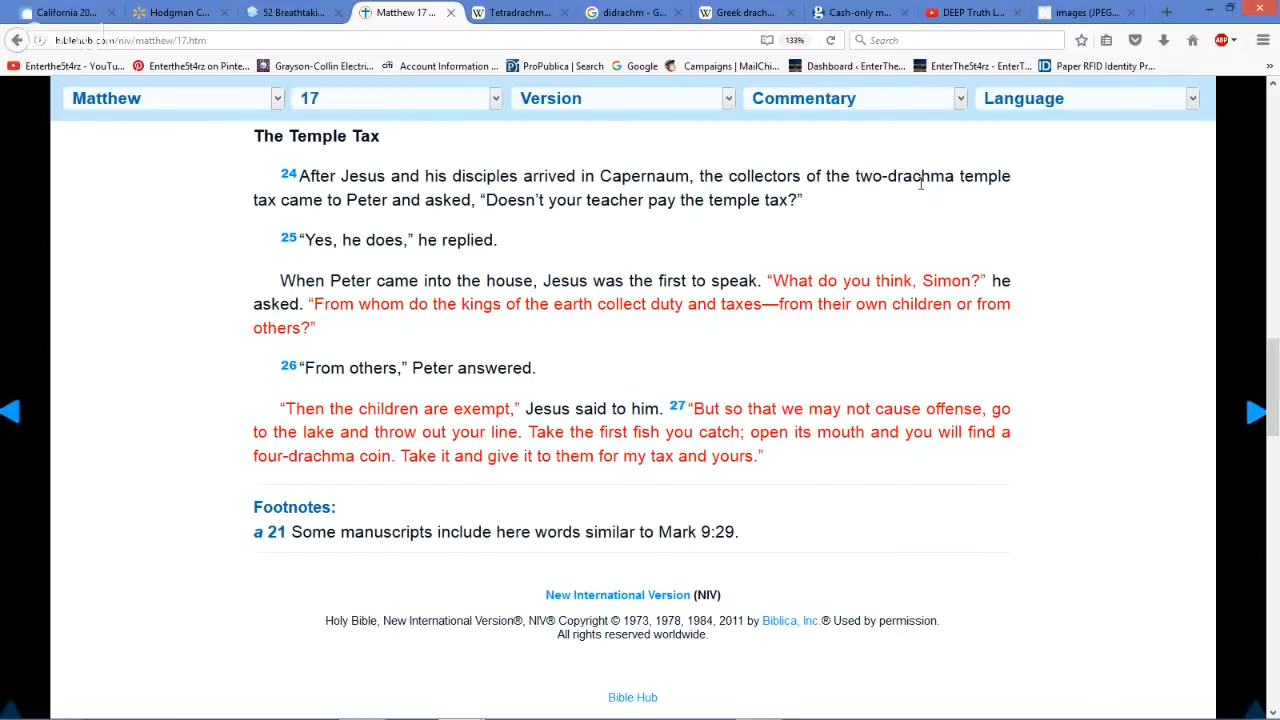 California 20...
Hodgman C...
52 Breathtaki...
Matthew 17 ...
Tetradrachm...
didrachm - G...
Greek drachm...
Cash-only m...
DEEP Truth L...
images (JPEG...
biblehub.com/niv/matthew/17.htm
133%
Search
ABP
Enterthe5t4rz - YouTu...
Enterthe5t4rz on Pinte...
Grayson-Collin Electri...
Account Information ...
ProPublica | Search
Google
Campaigns | MailChi...
Dashboard ‹ EnterThe...
EnterThe5t4rz - EnterT...
Paper RFID Identity Pr...
Matthew
17
Version
Commentary
Language
The Temple Tax
24 After Jesus and his disciples arrived in Capernaum, the collectors of the two-drachma temple
tax came to Peter and asked, “Doesn’t your teacher pay the temple tax?”
25 “Yes, he does,” he replied.
When Peter came into the house, Jesus was the first to speak. “What do you think, Simon?” he
asked. “From whom do the kings of the earth collect duty and taxes—from their own children or from
others?”
26 “From others,” Peter answered.
“Then the children are exempt,” Jesus said to him. 27 “But so that we may not cause offense, go
to the lake and throw out your line. Take the first fish you catch; open its mouth and you will find a
four-drachma coin. Take it and give it to them for my tax and yours.”
Footnotes:
a 21 Some manuscripts include here words similar to Mark 9:29.
New International Version (NIV)
Holy Bible, New International Version®, NIV® Copyright © 1973, 1978, 1984, 2011 by Biblica, Inc.® Used by permission.
All rights reserved worldwide.
Bible Hub